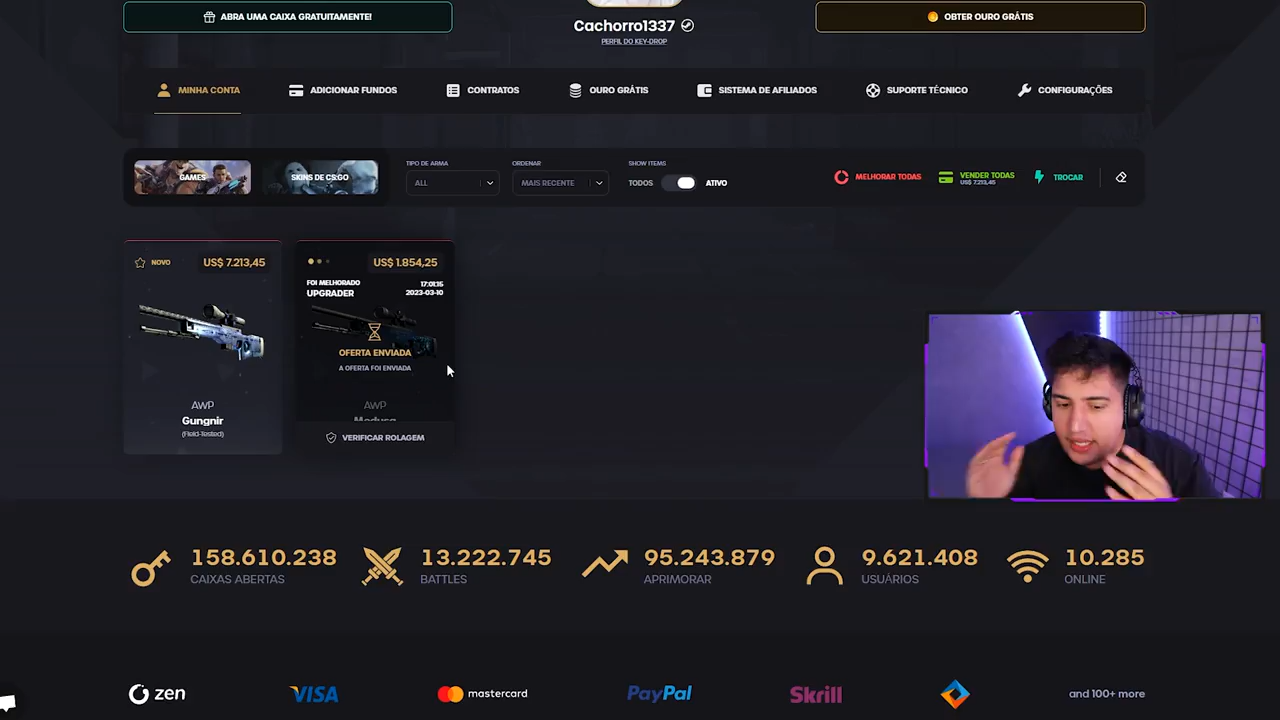 ABRA UMA CAIXA GRATUITAMENTE!
Cachorro1337
PERFIL DO KEY-DROP
OBTER OURO GRÁTIS
MINHA CONTA
ADICIONAR FUNDOS
CONTRATOS
OURO GRÁTIS
SISTEMA DE AFILIADOS
SUPORTE TÉCNICO
CONFIGURAÇÕES
GAMES
SKINS DE CS:GO
TIPO DE ARMA
ALL
ORDENAR
MAIS RECENTE
SHOW ITEMS
TODOS
ATIVO
MELHORAR TODAS
VENDER TODAS
US$ 7.213,45
TROCAR
NOVO
US$ 7.213,45
AWP
Gungnir
(Field-Tested)
US$ 1.854,25
FOI MELHORADO
UPGRADER
17:01:15
2023-03-10
OFERTA ENVIADA
A OFERTA FOI ENVIADA
AWP
Medusa
VERIFICAR ROLAGEM
158.610.238
CAIXAS ABERTAS
13.222.745
BATTLES
95.243.879
APRIMORAR
9.621.408
USUÁRIOS
10.285
ONLINE
zen
VISA
mastercard
PayPal
Skrill
and 100+ more